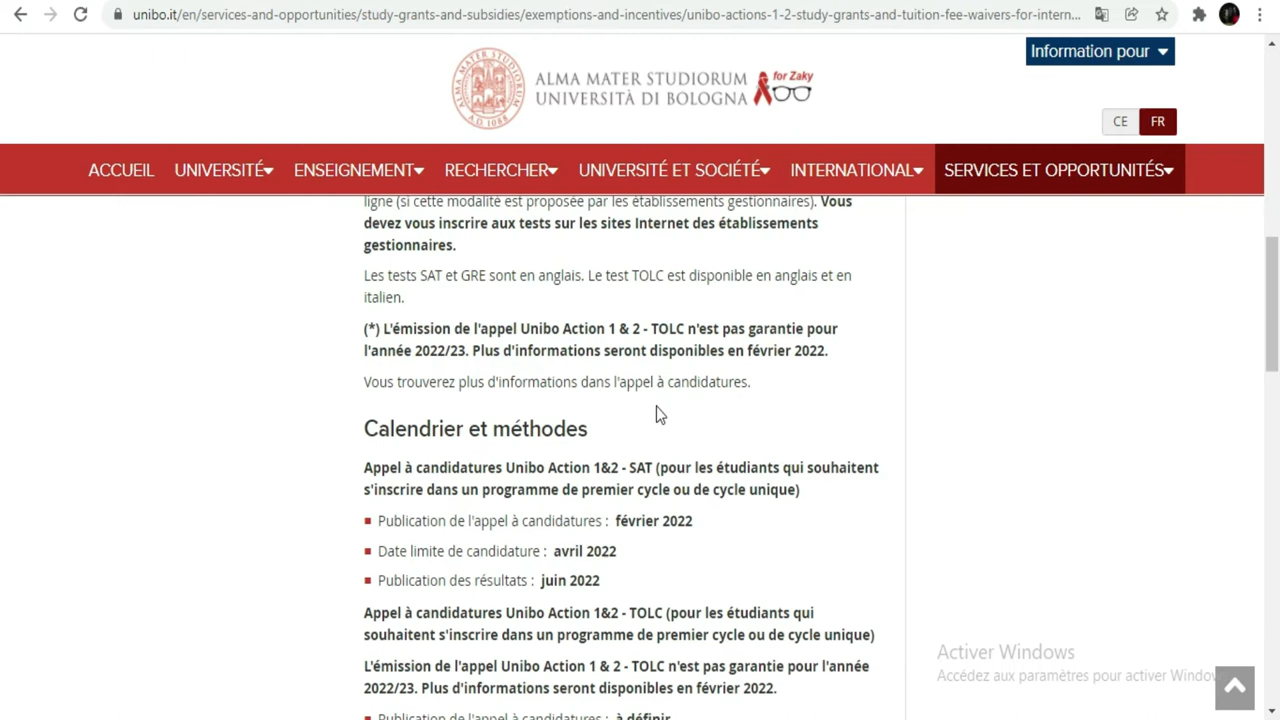 unibo.it/en/services-and-opportunities/study-grants-and-subsidies/exemptions-and-incentives/unibo-actions-1-2-study-grants-and-tuition-fee-waivers-for-intern...
Information pour
ALMA MATER STUDIORUM
UNIVERSITÀ DI BOLOGNA
for Zaky
ALMA MATER STUDIORUM
A.D. 1088
CE FR
ACCUEIL UNIVERSITÉ ENSEIGNEMENT RECHERCHER UNIVERSITÉ ET SOCIÉTÉ INTERNATIONAL SERVICES ET OPPORTUNITÉS
ligne (si cette modalité est proposée par les établissements gestionnaires). Vous
devez vous inscrire aux tests sur les sites Internet des établissements
gestionnaires.
Les tests SAT et GRE sont en anglais. Le test TOLC est disponible en anglais et en
italien.
(*) L'émission de l'appel Unibo Action 1 & 2 - TOLC n'est pas garantie pour
l'année 2022/23. Plus d'informations seront disponibles en février 2022.
Vous trouverez plus d'informations dans l'appel à candidatures.
Calendrier et méthodes
Appel à candidatures Unibo Action 1&2 - SAT (pour les étudiants qui souhaitent
s'inscrire dans un programme de premier cycle ou de cycle unique)
Publication de l'appel à candidatures : février 2022
Date limite de candidature : avril 2022
Publication des résultats : juin 2022
Appel à candidatures Unibo Action 1&2 - TOLC (pour les étudiants qui
souhaitent s'inscrire dans un programme de premier cycle ou de cycle unique)
L'émission de l'appel Unibo Action 1 & 2 - TOLC n'est pas garantie pour l'année
2022/23. Plus d'informations seront disponibles en février 2022.
Publication de l'appel à candidatures : à définir
Activer Windows
Accédez aux paramètres pour activer Window